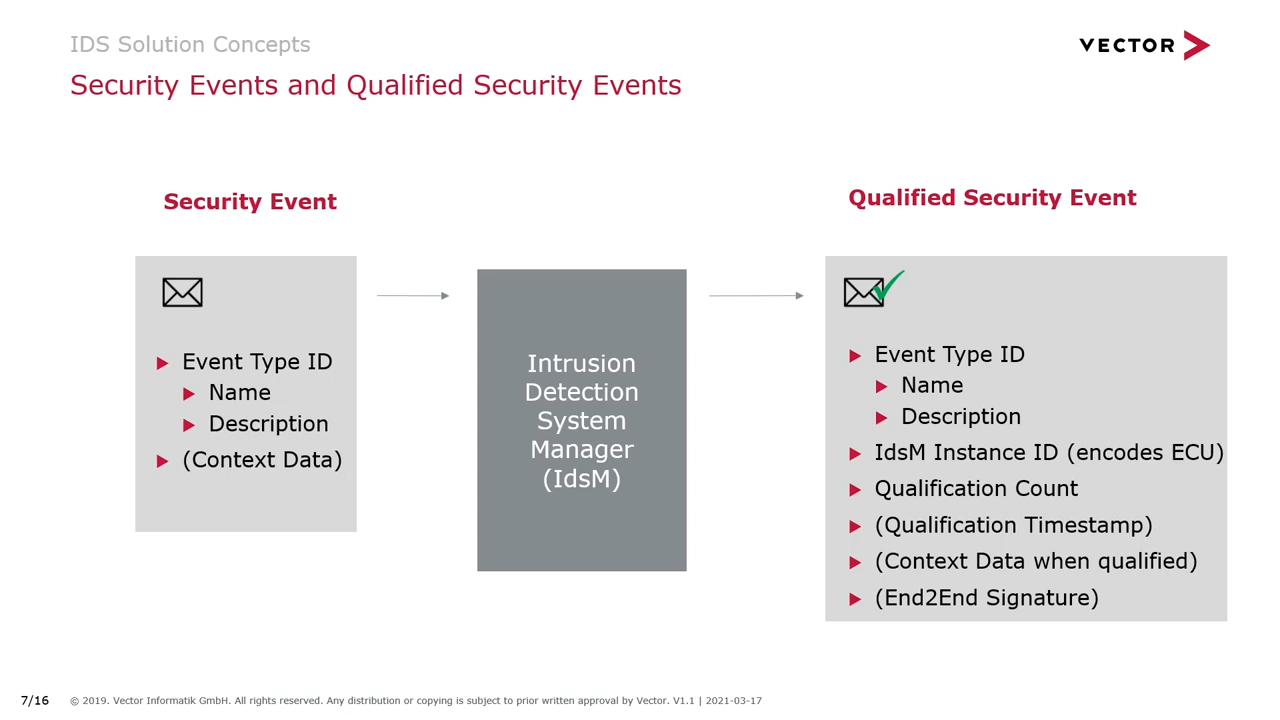 IDS Solution Concepts
VECTOR
Security Events and Qualified Security Events
Security Event
Event Type ID
Name
Description
(Context Data)
Intrusion
Detection
System
Manager
(IdsM)
Qualified Security Event
Event Type ID
Name
Description
IdsM Instance ID (encodes ECU)
Qualification Count
(Qualification Timestamp)
(Context Data when qualified)
(End2End Signature)
7/16
© 2019. Vector Informatik GmbH. All rights reserved. Any distribution or copying is subject to prior written approval by Vector. V1.1 | 2021-03-17